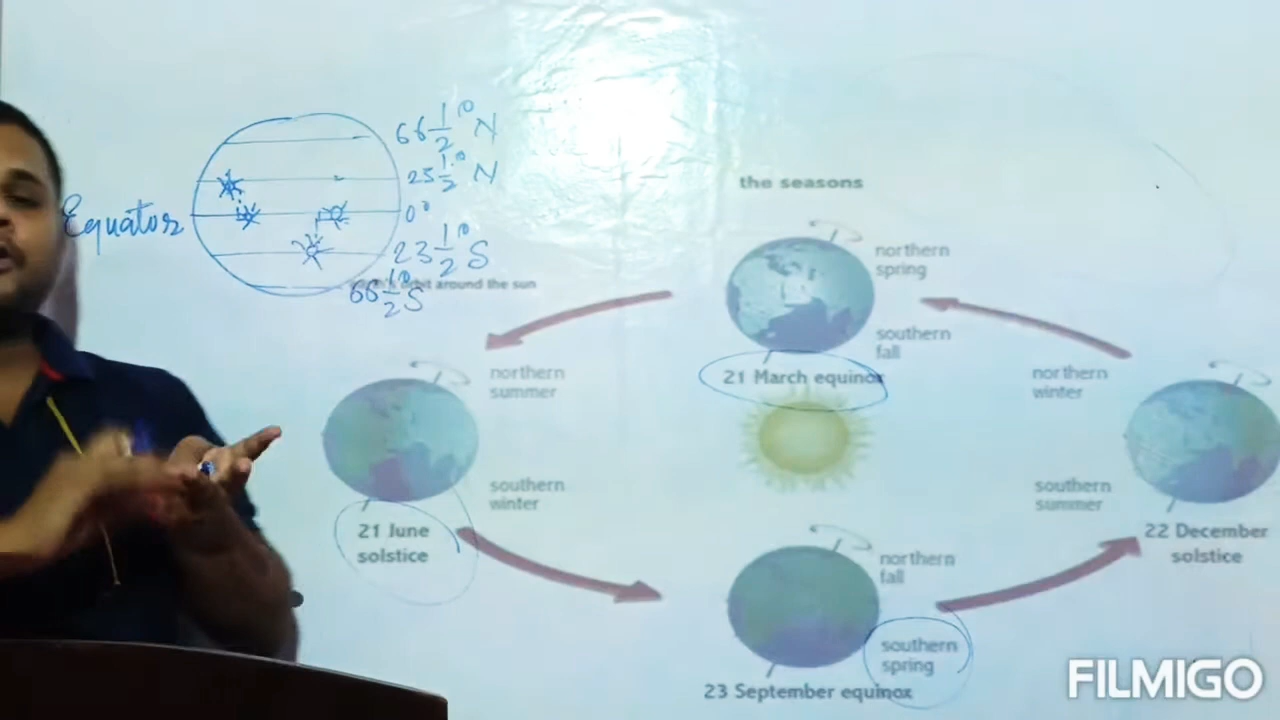 66 1/2° N
25 1/2° N
Equator
0°
23 1/2° S
66 1/2° S
orbit around the sun
the seasons
northern
spring
southern
fall
21 March equinox
northern
summer
southern
winter
21 June
solstice
northern
winter
southern
summer
22 December
solstice
northern
fall
southern
spring
23 September equinox
FILMIGO